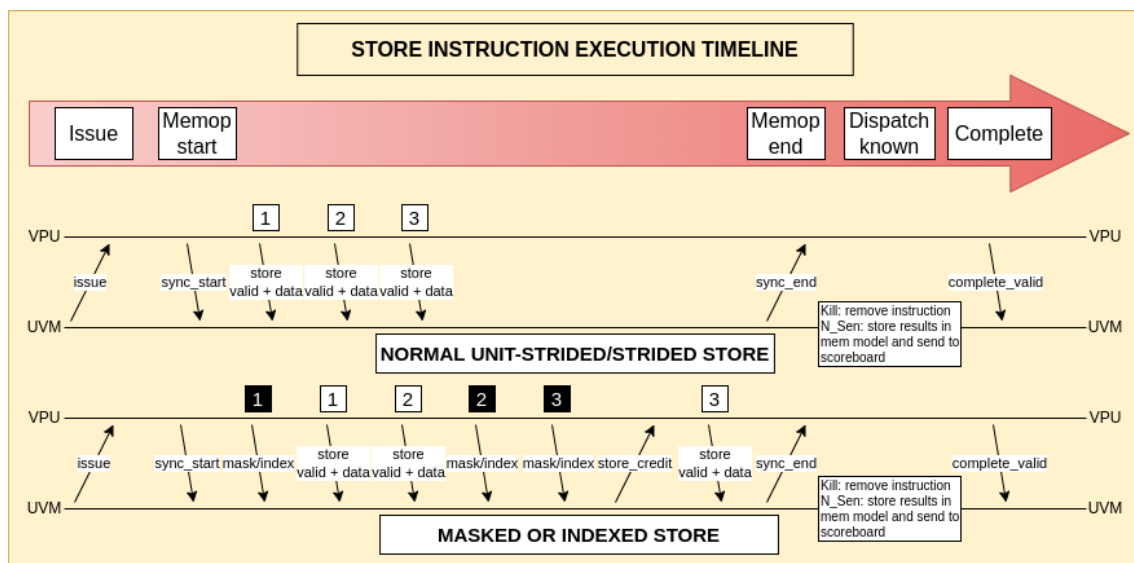 STORE INSTRUCTION EXECUTION TIMELINE
Issue
Memop
start
Memop
end
Dispatch
known
Complete
1
2
3
VPU
VPU
issue
sync_start
store
valid + data
store
valid + data
store
valid + data
sync_end
complete_valid
UVM
UVM
Kill: remove instruction
N_Sen: store results in
mem model and send to
scoreboard
NORMAL UNIT-STRIDED/STRIDED STORE
1
1
2
2
3
3
VPU
VPU
issue
sync_start
mask/index
store
valid + data
store
valid + data
mask/index
mask/index
store_credit
store
valid + data
sync_end
complete_valid
UVM
UVM
Kill: remove instruction
N_Sen: store results in
mem model and send to
scoreboard
MASKED OR INDEXED STORE